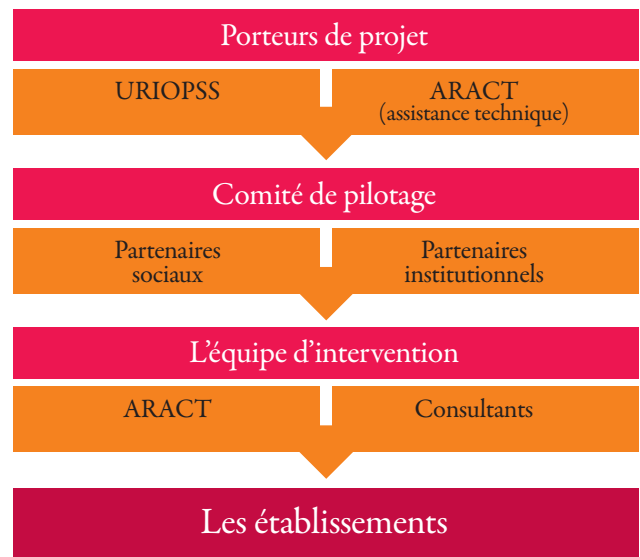 Porteurs de projet
URIOPSS
ARACT
(assistance technique)
Comité de pilotage
Partenaires
sociaux
Partenaires
institutionnels
L'équipe d'intervention
ARACT
Consultants
Les établissements